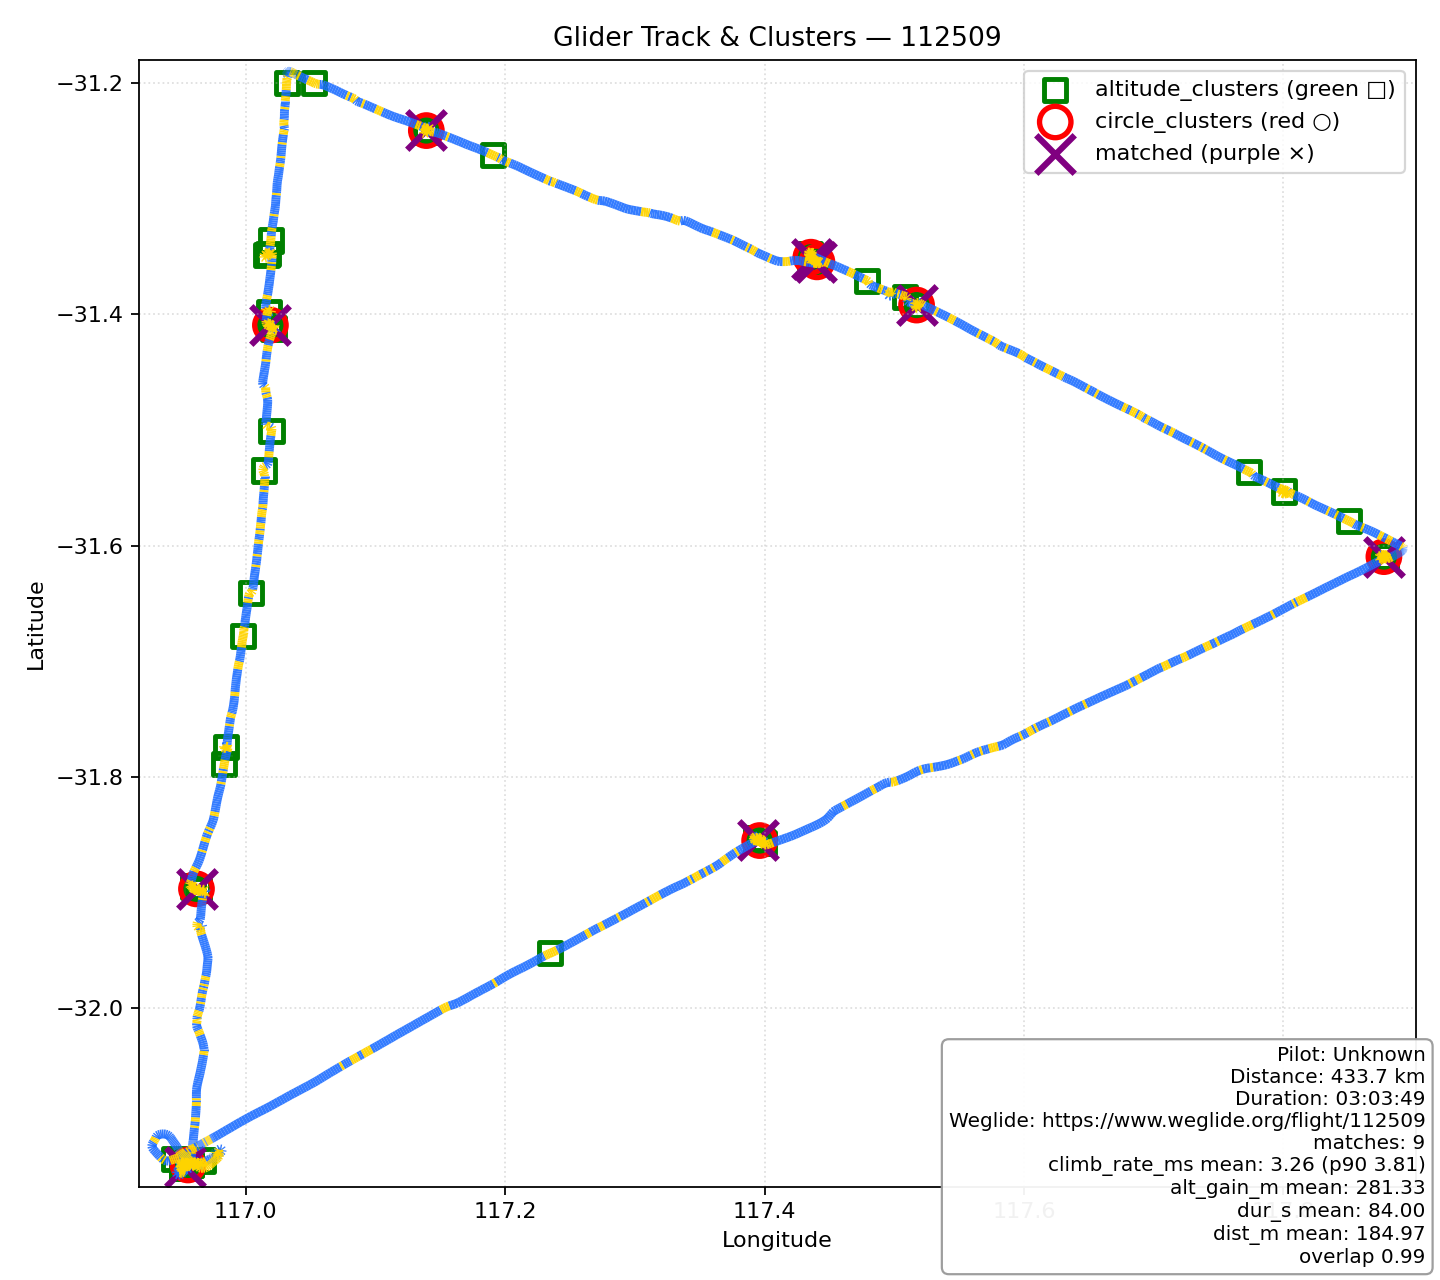 Glider Track & Clusters — 112509
altitude_clusters (green □)
circle_clusters (red ○)
matched (purple ×)
−31.2
−31.4
−31.6
−31.8
−32.0
Latitude
117.0
117.2
117.4
117.6
Longitude
Pilot: Unknown
Distance: 433.7 km
Duration: 03:03:49
Weglide: https://www.weglide.org/flight/112509
matches: 9
climb_rate_ms mean: 3.26 (p90 3.81)
alt_gain_m mean: 281.33
dur_s mean: 84.00
dist_m mean: 184.97
overlap 0.99